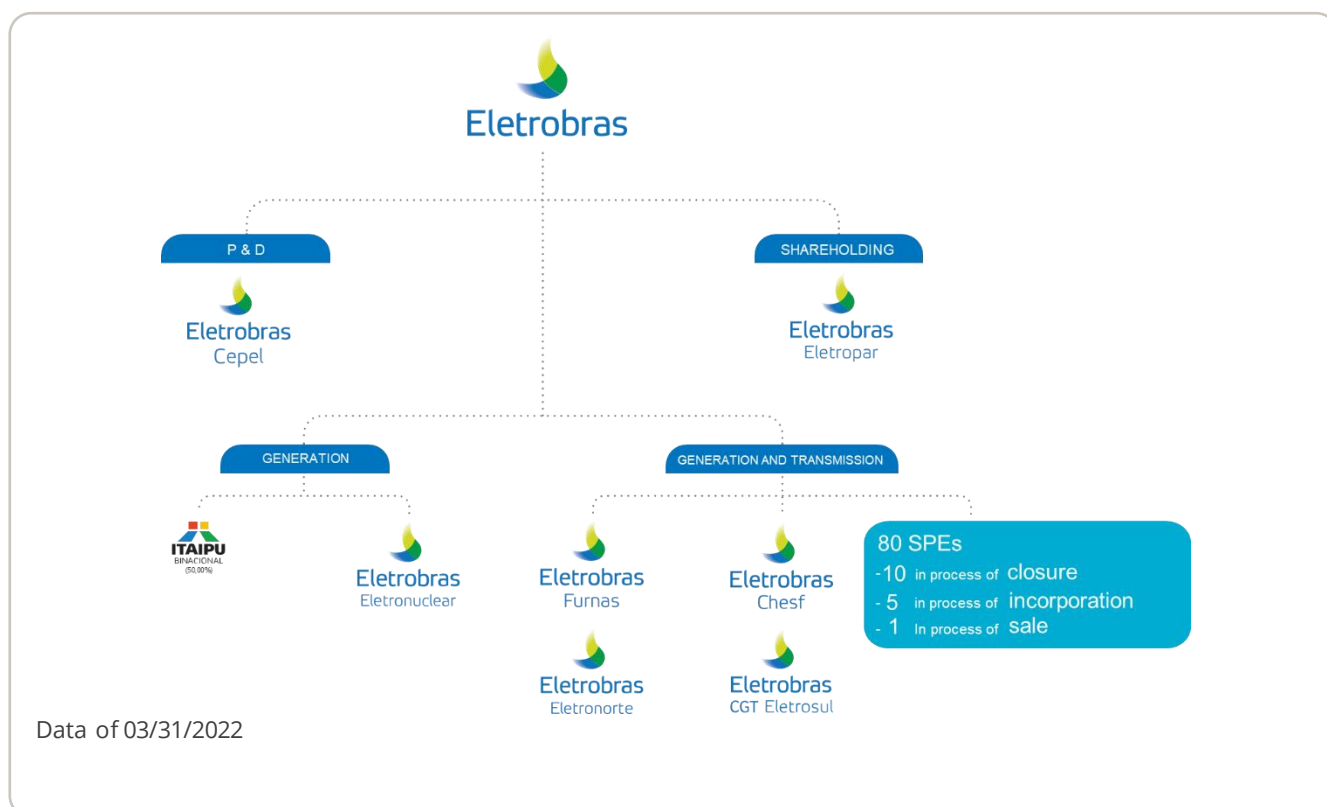 Eletrobras
P & D
SHAREHOLDING
Eletrobras
Cepel
Eletrobras
Eletropar
GENERATION
GENERATION AND TRANSMISSION
ITAIPU
BINACIONAL
(50,00%)
Eletrobras
Eletronuclear
Eletrobras
Furnas
Eletrobras
Chesf
80 SPEs
-10 in process of closure
- 5 in process of incorporation
- 1 In process of sale
Eletrobras
Eletronorte
Eletrobras
CGT Eletrosul
Data of 03/31/2022